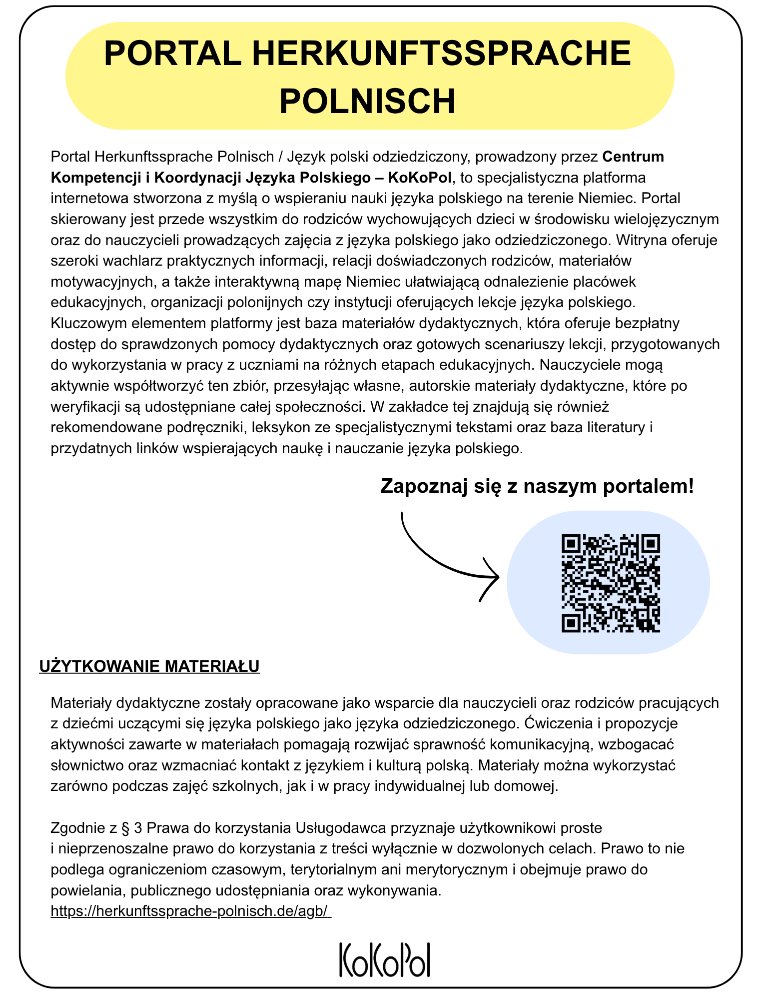 PORTAL HERKUNFTSSPRACHE
POLNISCH
Portal Herkunftssprache Polnisch / Język polski odziedziczony, prowadzony przez Centrum
Kompetencji i Koordynacji Języka Polskiego – KoKoPol, to specjalistyczna platforma
internetowa stworzona z myślą o wspieraniu nauki języka polskiego na terenie Niemiec. Portal
skierowany jest przede wszystkim do rodziców wychowujących dzieci w środowisku wielojęzycznym
oraz do nauczycieli prowadzących zajęcia z języka polskiego jako odziedziczonego. Witryna oferuje
szeroki wachlarz praktycznych informacji, relacji doświadczonych rodziców, materiałów
motywacyjnych, a także interaktywną mapę Niemiec ułatwiającą odnalezienie placówek
edukacyjnych, organizacji polonijnych czy instytucji oferujących lekcje języka polskiego.
Kluczowym elementem platformy jest baza materiałów dydaktycznych, która oferuje bezpłatny
dostęp do sprawdzonych pomocy dydaktycznych oraz gotowych scenariuszy lekcji, przygotowanych
do wykorzystania w pracy z uczniami na różnych etapach edukacyjnych. Nauczyciele mogą
aktywnie współtworzyć ten zbiór, przesyłając własne, autorskie materiały dydaktyczne, które po
weryfikacji są udostępniane całej społeczności. W zakładce tej znajdują się również
rekomendowane podręczniki, leksykon ze specjalistycznymi tekstami oraz baza literatury i
przydatnych linków wspierających naukę i nauczanie języka polskiego.
Zapoznaj się z naszym portalem!
UŻYTKOWANIE MATERIAŁU
Materiały dydaktyczne zostały opracowane jako wsparcie dla nauczycieli oraz rodziców pracujących
z dziećmi uczącymi się języka polskiego jako języka odziedziczonego. Ćwiczenia i propozycje
aktywności zawarte w materiałach pomagają rozwijać sprawność komunikacyjną, wzbogacać
słownictwo oraz wzmacniać kontakt z językiem i kulturą polską. Materiały można wykorzystać
zarówno podczas zajęć szkolnych, jak i w pracy indywidualnej lub domowej.
Zgodnie z § 3 Prawa do korzystania Usługodawca przyznaje użytkownikowi proste
i nieprzenoszalne prawo do korzystania z treści wyłącznie w dozwolonych celach. Prawo to nie
podlega ograniczeniom czasowym, terytorialnym ani merytorycznym i obejmuje prawo do
powielania, publicznego udostępniania oraz wykonywania.
https://herkunftssprache-polnisch.de/agb/
KoKoPol